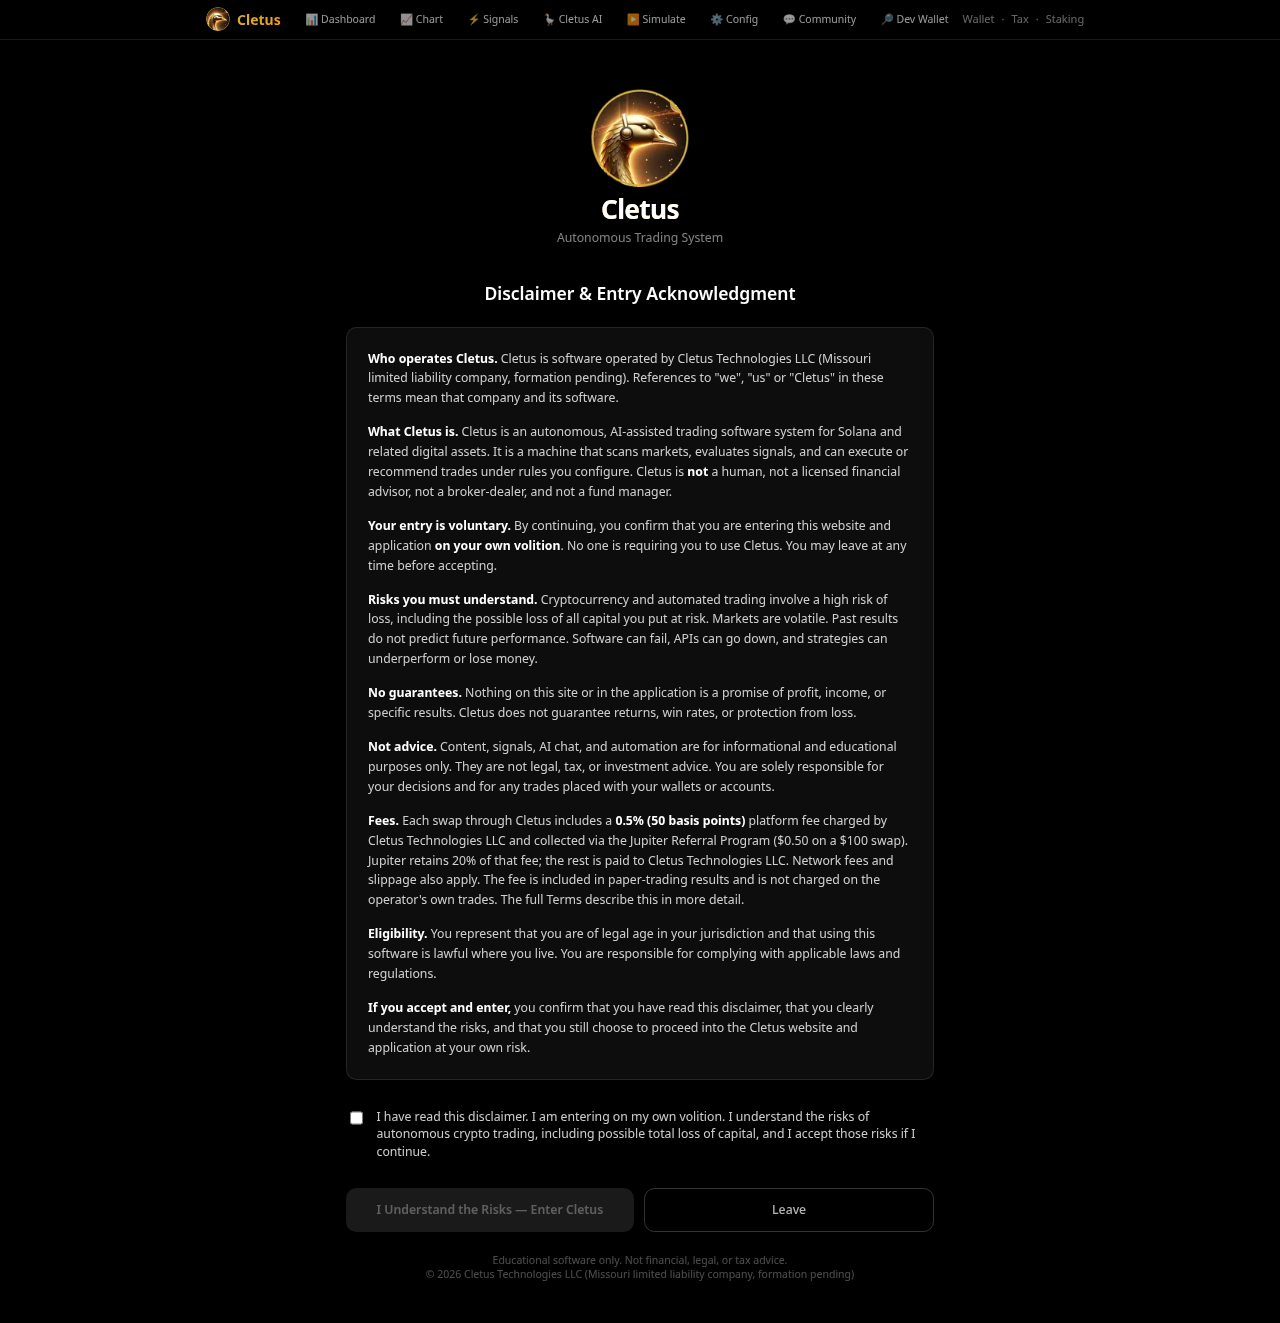 Cletus
📊 Dashboard
📈 Chart
⚡ Signals
🦆 Cletus AI
▶️ Simulate
⚙️ Config
💬 Community
🔎 Dev Wallet
Wallet · Tax · Staking
Cletus
Autonomous Trading System
Disclaimer & Entry Acknowledgment
Who operates Cletus. Cletus is software operated by Cletus Technologies LLC (Missouri
limited liability company, formation pending). References to "we", "us" or "Cletus" in these
terms mean that company and its software.
What Cletus is. Cletus is an autonomous, AI-assisted trading software system for Solana and
related digital assets. It is a machine that scans markets, evaluates signals, and can execute or
recommend trades under rules you configure. Cletus is not a human, not a licensed financial
advisor, not a broker-dealer, and not a fund manager.
Your entry is voluntary. By continuing, you confirm that you are entering this website and
application on your own volition. No one is requiring you to use Cletus. You may leave at any
time before accepting.
Risks you must understand. Cryptocurrency and automated trading involve a high risk of
loss, including the possible loss of all capital you put at risk. Markets are volatile. Past results
do not predict future performance. Software can fail, APIs can go down, and strategies can
underperform or lose money.
No guarantees. Nothing on this site or in the application is a promise of profit, income, or
specific results. Cletus does not guarantee returns, win rates, or protection from loss.
Not advice. Content, signals, AI chat, and automation are for informational and educational
purposes only. They are not legal, tax, or investment advice. You are solely responsible for
your decisions and for any trades placed with your wallets or accounts.
Fees. Each swap through Cletus includes a 0.5% (50 basis points) platform fee charged by
Cletus Technologies LLC and collected via the Jupiter Referral Program ($0.50 on a $100 swap).
Jupiter retains 20% of that fee; the rest is paid to Cletus Technologies LLC. Network fees and
slippage also apply. The fee is included in paper-trading results and is not charged on the
operator's own trades. The full Terms describe this in more detail.
Eligibility. You represent that you are of legal age in your jurisdiction and that using this
software is lawful where you live. You are responsible for complying with applicable laws and
regulations.
If you accept and enter, you confirm that you have read this disclaimer, that you clearly
understand the risks, and that you still choose to proceed into the Cletus website and
application at your own risk.
I have read this disclaimer. I am entering on my own volition. I understand the risks of
autonomous crypto trading, including possible total loss of capital, and I accept those risks if I
continue.
I Understand the Risks — Enter Cletus
Leave
Educational software only. Not financial, legal, or tax advice.
© 2026 Cletus Technologies LLC (Missouri limited liability company, formation pending)